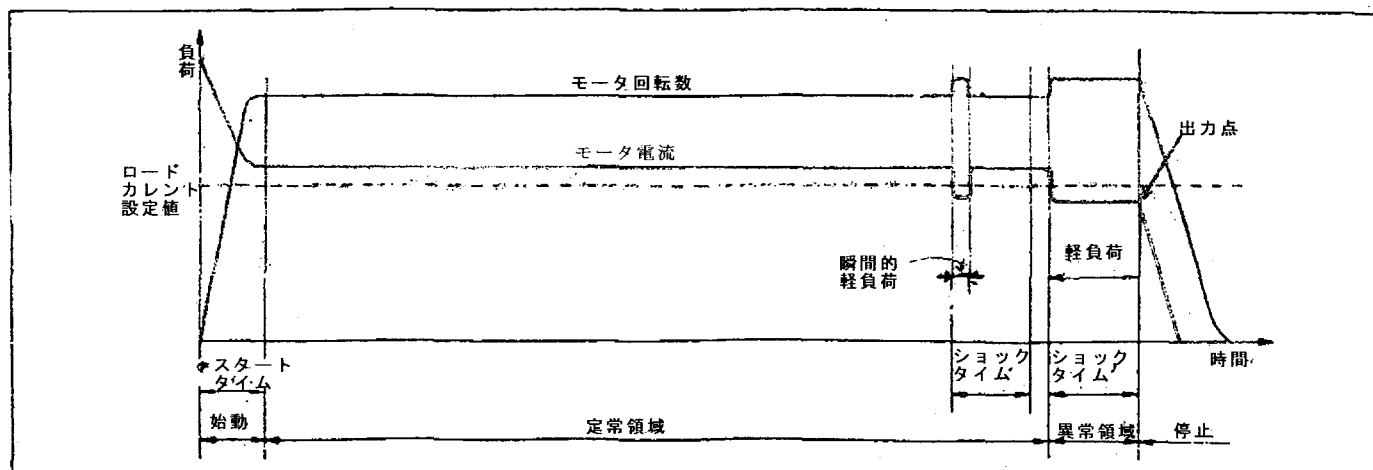 負
荷
モータ回転数
出力点
モータ電流
ロード
カレント
設定値
瞬間的
軽負荷
軽負荷
スタート
タイム
ショック
タイム
ショック
タイム
時間
始動
定常領域
異常領域
停止